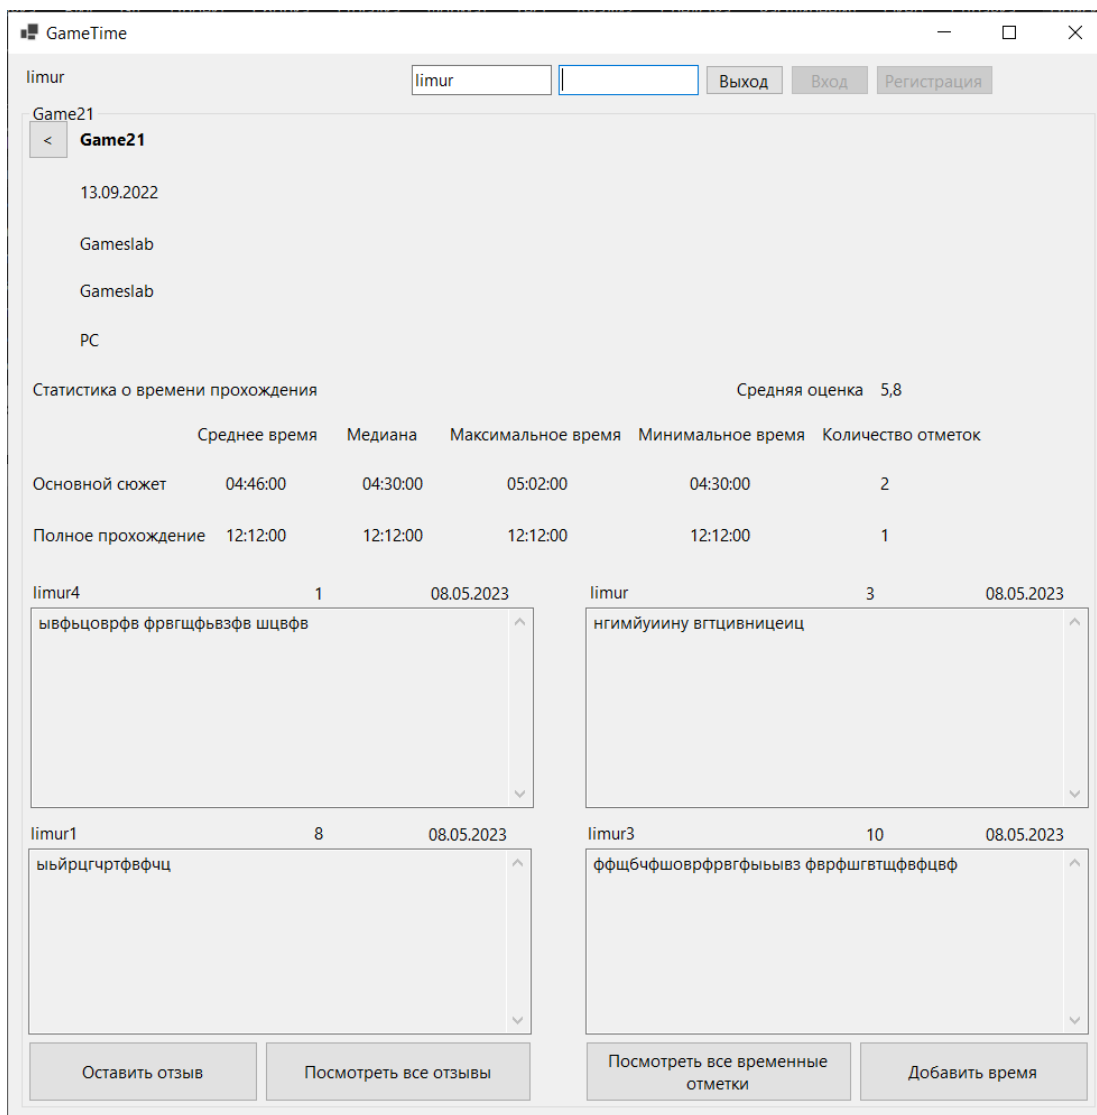 GameTime
limur
limur Выход Вход Регистрация
Game21
< Game21
13.09.2022
Gameslab
Gameslab
PC
Статистика о времени прохождения Средняя оценка 5,8
Среднее время Медиана Максимальное время Минимальное время Количество отметок
Основной сюжет 04:46:00 04:30:00 05:02:00 04:30:00 2
Полное прохождение 12:12:00 12:12:00 12:12:00 12:12:00 1
limur4 1 08.05.2023
ывфьцоврфв фрвгщфьвзфв шцвфв
limur 3 08.05.2023
нгимйуиину вгтцивницеиц
limur1 8 08.05.2023
ыьйрцгчртфвфчц
limur3 10 08.05.2023
ффщбчфшоврфрвгфыьывз фврфшгвтщфвфцвф
Оставить отзыв
Посмотреть все отзывы
Посмотреть все временные
отметки
Добавить время